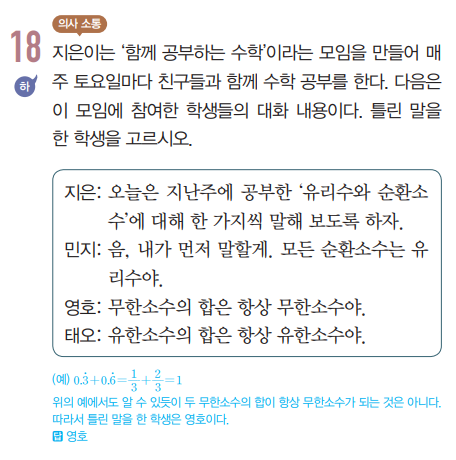 의사 소통
18
하
지은이는 ‘함께 공부하는 수학’이라는 모임을 만들어 매
주 토요일마다 친구들과 함께 수학 공부를 한다. 다음은
이 모임에 참여한 학생들의 대화 내용이다. 틀린 말을
한 학생을 고르시오.
지은: 오늘은 지난주에 공부한 ‘유리수와 순환소
수’에 대해 한 가지씩 말해 보도록 하자.
민지: 음, 내가 먼저 말할게. 모든 순환소수는 유
리수야.
영호: 무한소수의 합은 항상 무한소수야.
태오: 유한소수의 합은 항상 유한소수야.
(예) 0.3̇+0.6̇=1/3+2/3=1
위의 예에서도 알 수 있듯이 두 무한소수의 합이 항상 무한소수가 되는 것은 아니다.
따라서 틀린 말을 한 학생은 영호이다.
답 영호